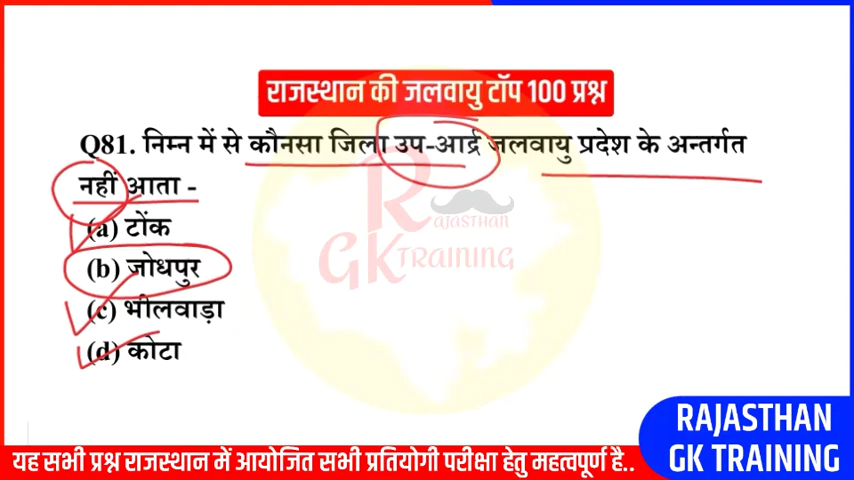 राजस्थान की जलवायु टॉप 100 प्रश्न
Q81. निम्न में से कौनसा जिला उप-आर्द्र जलवायु प्रदेश के अन्तर्गत
नहीं आता -
(a) टोंक
(b) जोधपुर
(c) भीलवाड़ा
(d) कोटा
RAJASTHAN
GK TRAINING
RAJASTHAN
GK TRAINING
यह सभी प्रश्न राजस्थान में आयोजित सभी प्रतियोगी परीक्षा हेतु महत्वपूर्ण है..